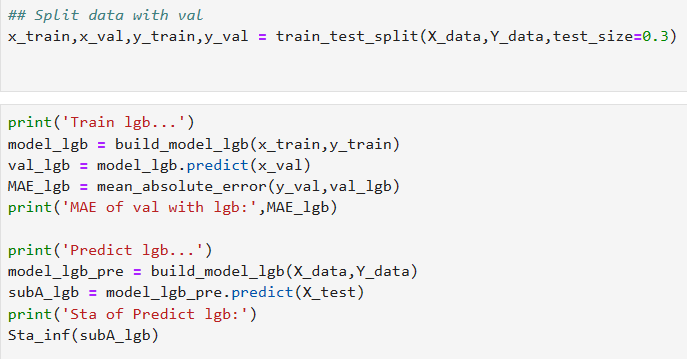 ## Split data with val
x_train,x_val,y_train,y_val = train_test_split(X_data,Y_data,test_size=0.3)
print('Train lgb...')
model_lgb = build_model_lgb(x_train,y_train)
val_lgb = model_lgb.predict(x_val)
MAE_lgb = mean_absolute_error(y_val,val_lgb)
print('MAE of val with lgb:',MAE_lgb)
print('Predict lgb...')
model_lgb_pre = build_model_lgb(X_data,Y_data)
subA_lgb = model_lgb_pre.predict(X_test)
print('Sta of Predict lgb:')
Sta_inf(subA_lgb)